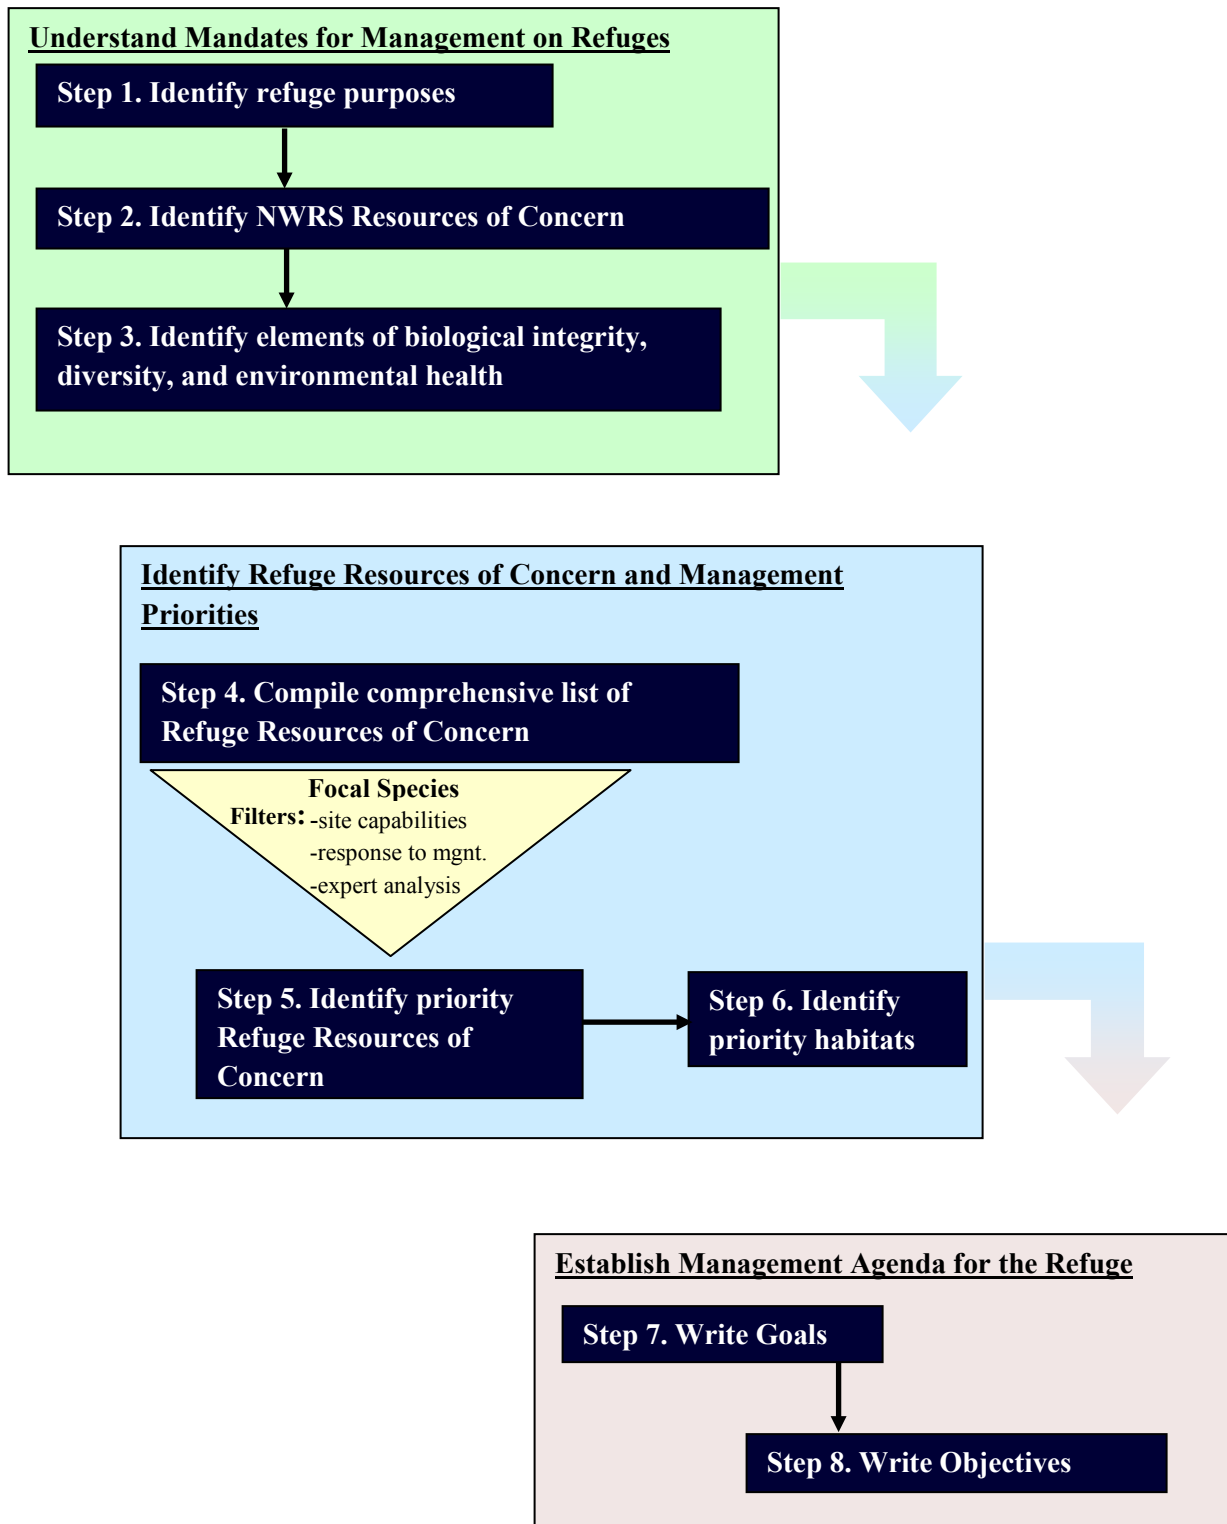 Understand Mandates for Management on Refuges
Step 1. Identify refuge purposes
Step 2. Identify NWRS Resources of Concern
Step 3. Identify elements of biological integrity,
diversity, and environmental health
Identify Refuge Resources of Concern and Management
Priorities
Step 4. Compile comprehensive list of
Refuge Resources of Concern
Focal Species
Filters: -site capabilities
-response to mgnt.
-expert analysis
Step 5. Identify priority
Refuge Resources of
Concern
Step 6. Identify
priority habitats
Establish Management Agenda for the Refuge
Step 7. Write Goals
Step 8. Write Objectives